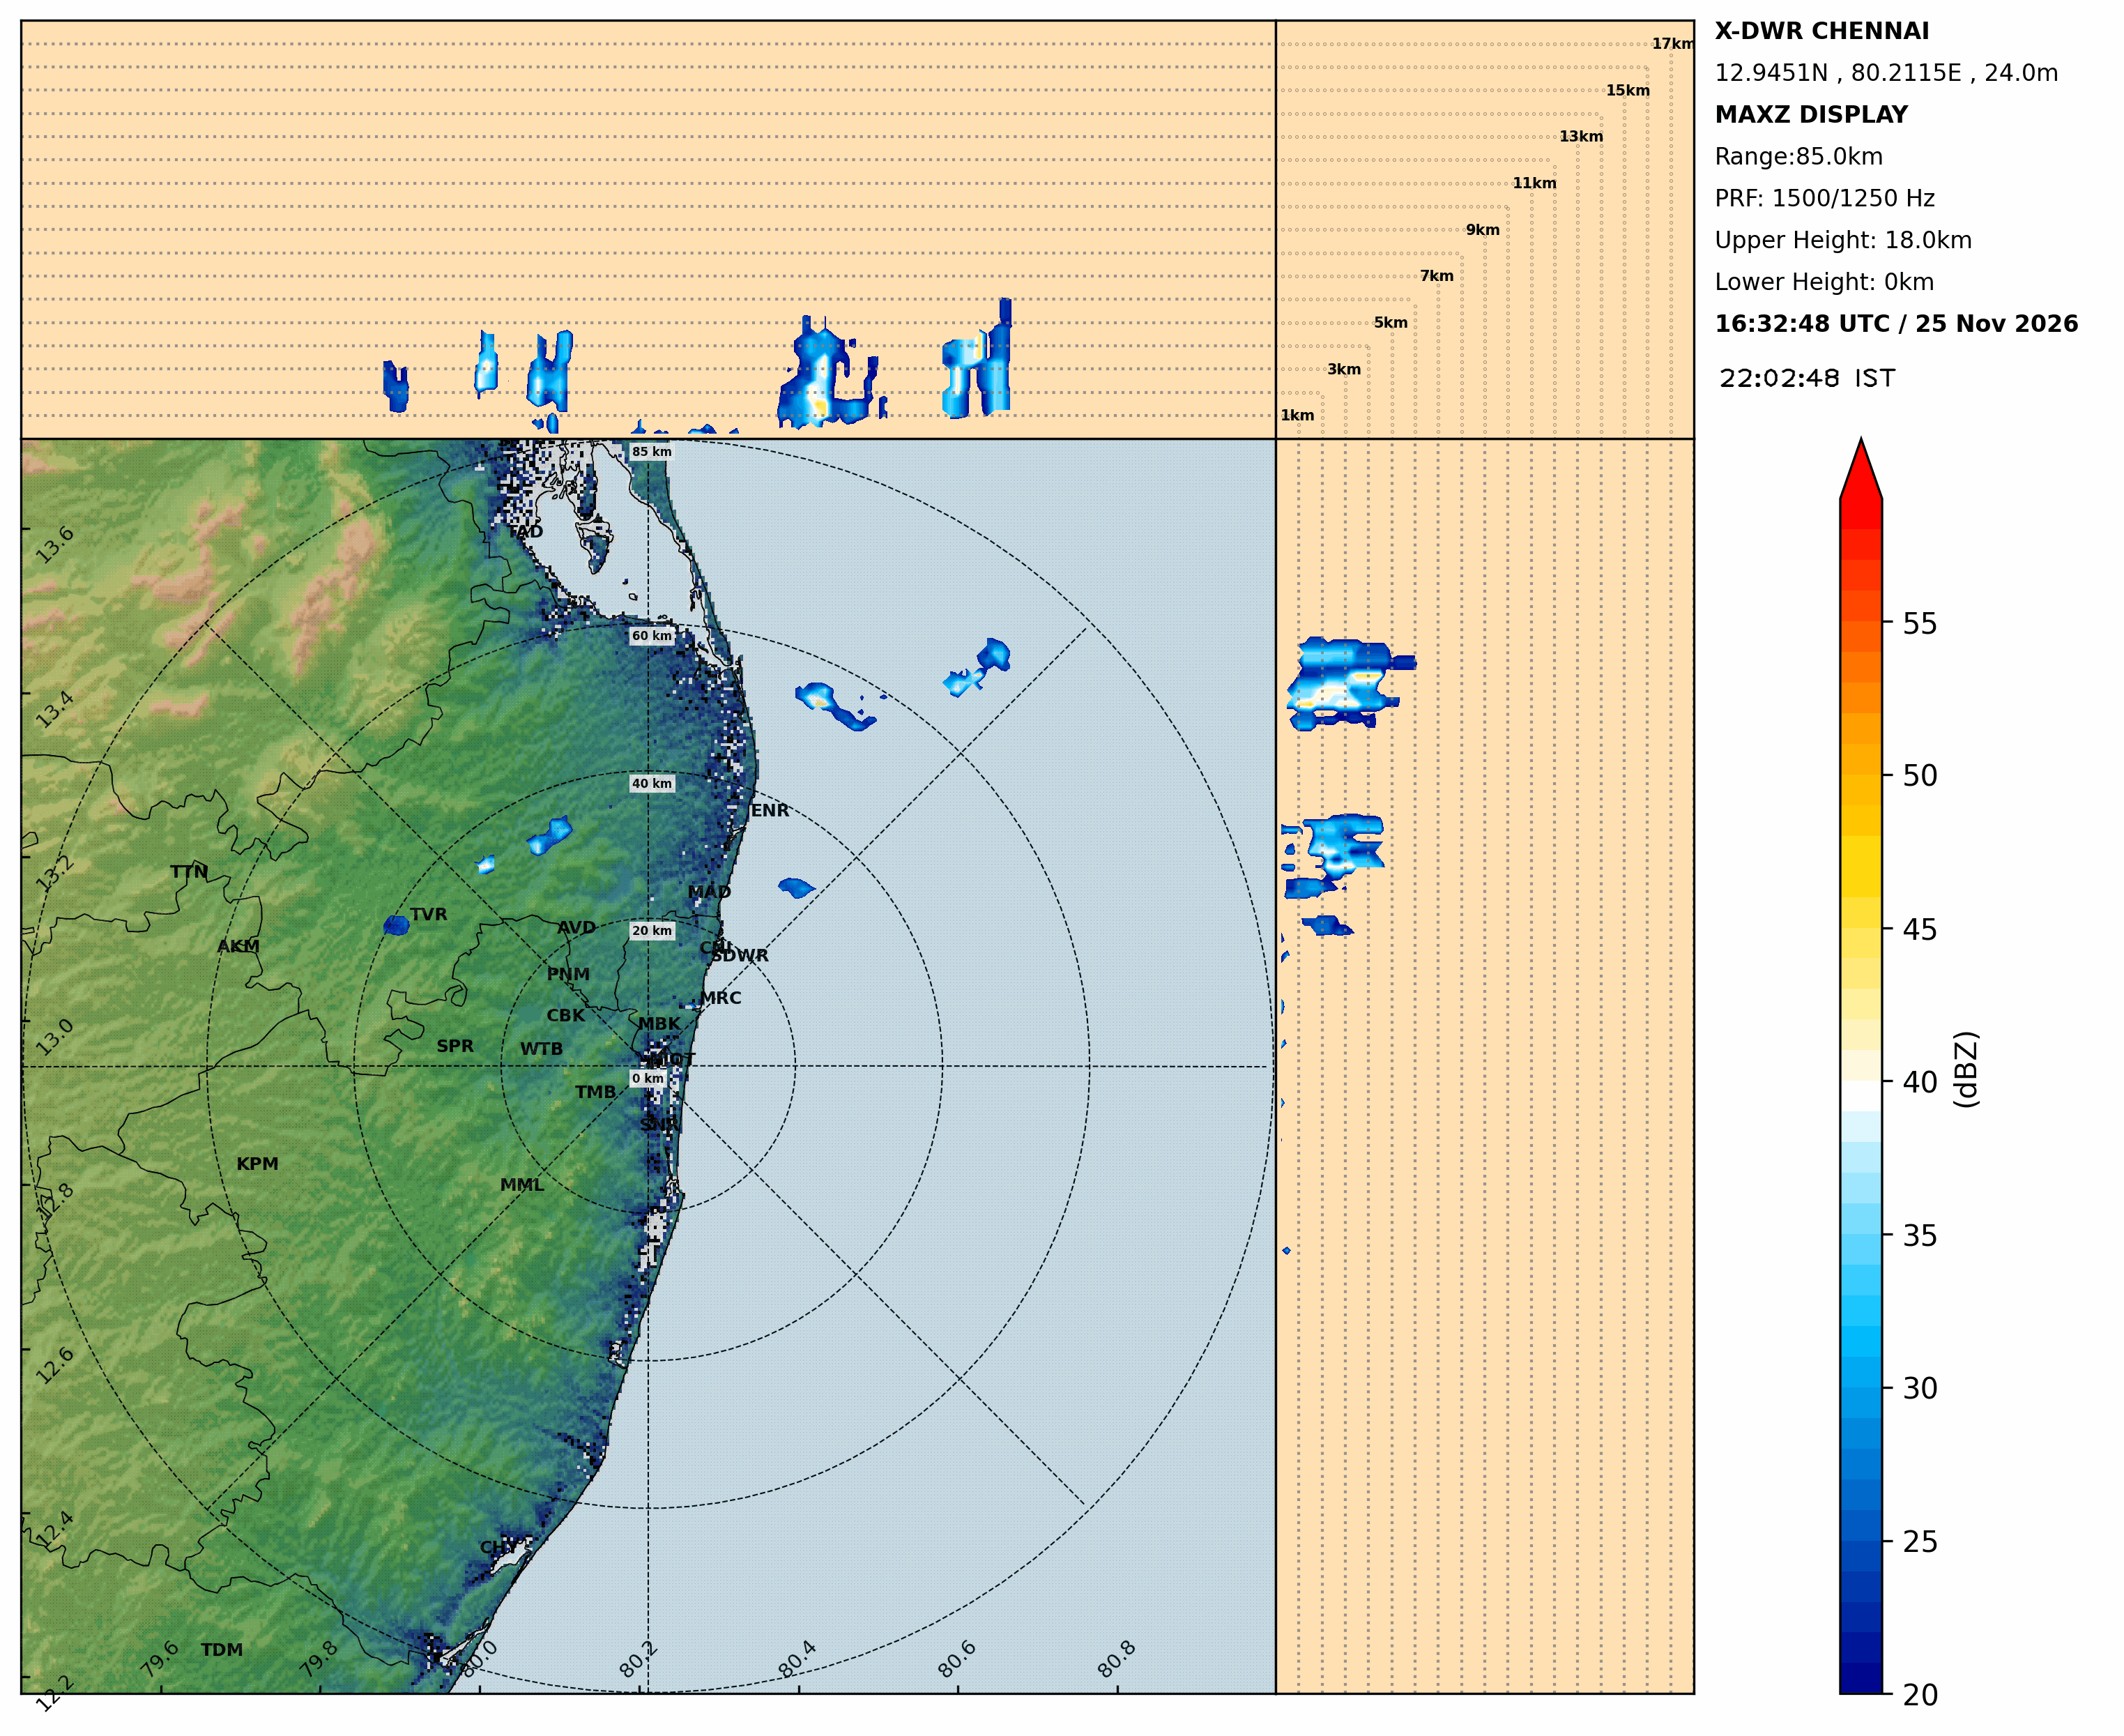 X-DWR CHENNAI
12.9451N , 80.2115E , 24.0m
MAXZ DISPLAY
Range:85.0km
PRF: 1500/1250 Hz
Upper Height: 18.0km
Lower Height: 0km
16:32:48 UTC / 25 Nov 2026
22:02:48 IST
17km
15km
13km
11km
9km
7km
5km
3km
1km
85 km
TAD
13.6
60 km
13.4
40 km
ENR
13.2
TTN
MAD
TVR
AVD
20 km
AKM
CNI
SDWR
PNM
MRC
CBK
MBK
13.0
SPR
WTB
IOT
0 km
TMB
SNR
KPM
MML
12.8
12.6
12.4
CHY
TDM
12.2
79.6
79.8
80.0
80.2
80.4
80.6
80.8
55
50
45
40
35
30
25
20
(dBZ)